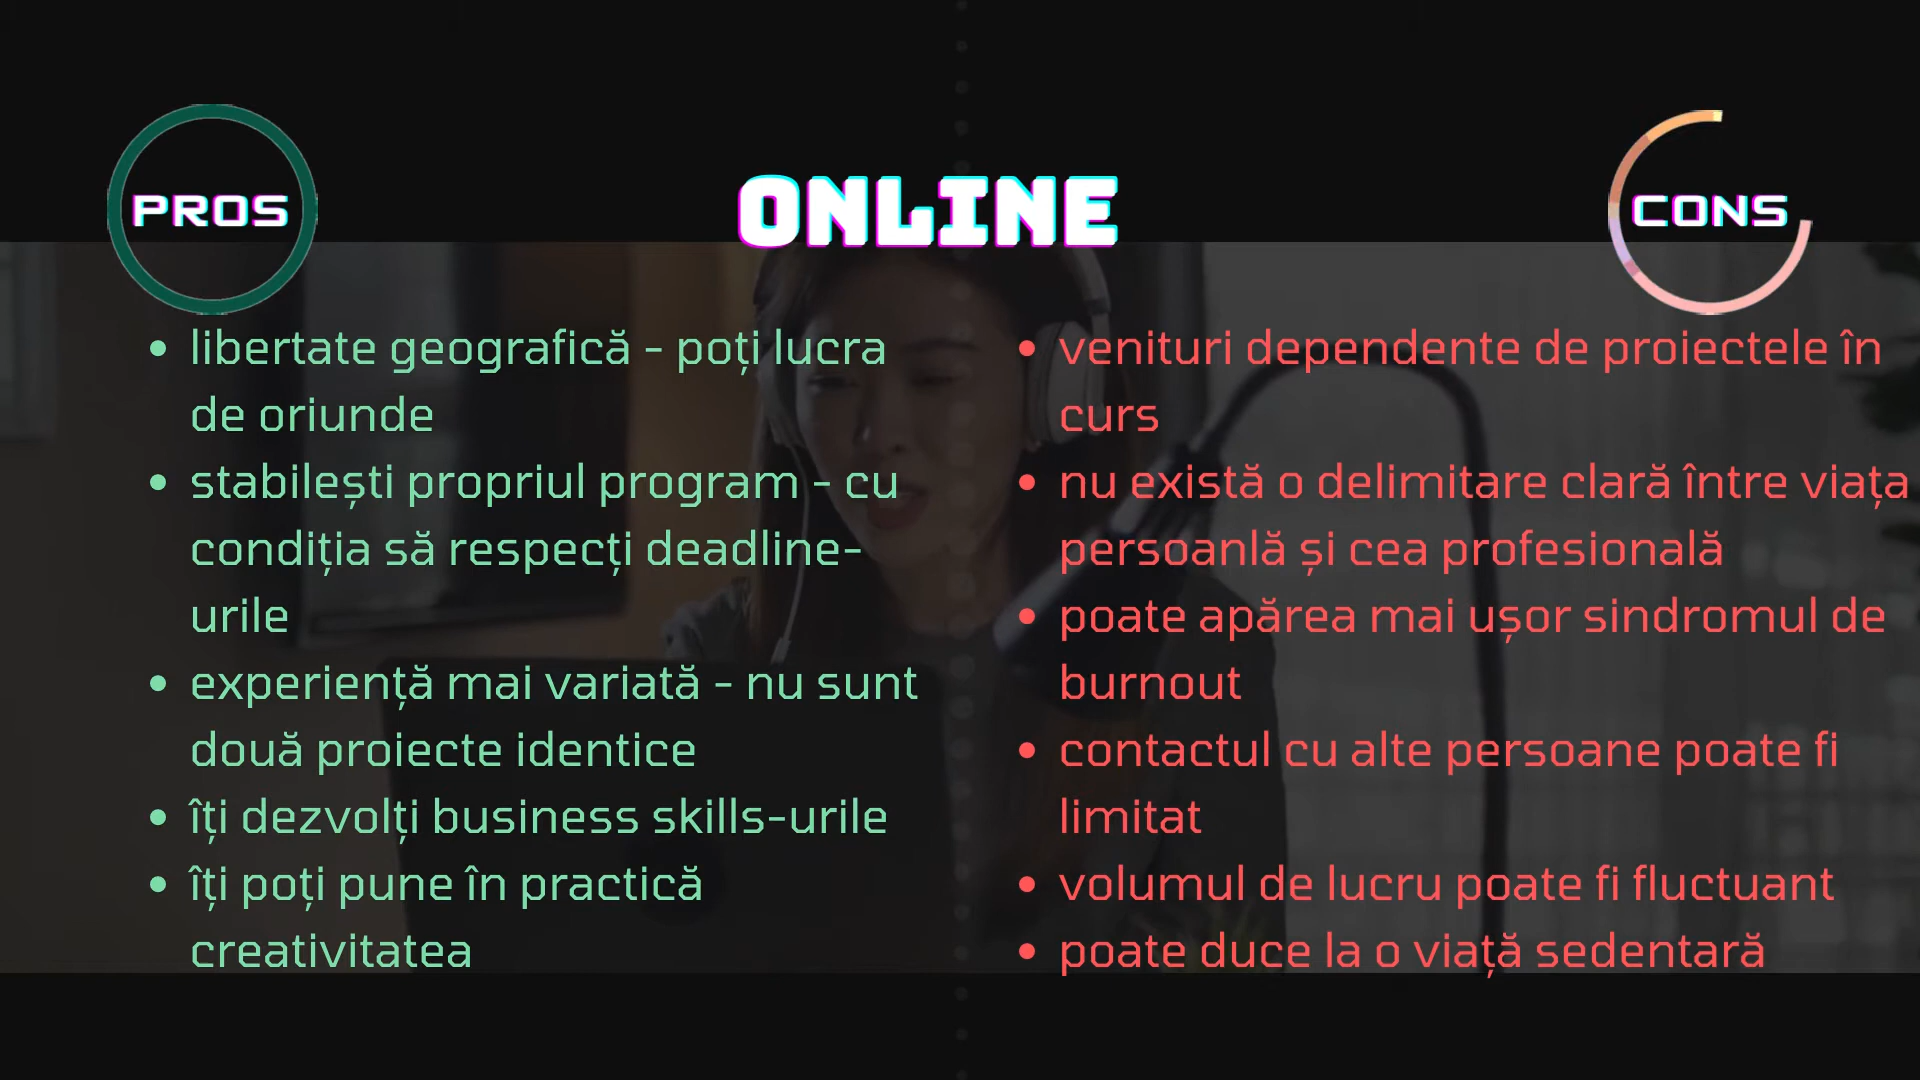 PROS
ONLINE
CONS
• libertate geografică - poți lucra
de oriunde
• stabilești propriul program - cu
condiția să respecți deadline-
urile
• experiență mai variată - nu sunt
două proiecte identice
• îți dezvolți business skills-urile
• îți poți pune în practică
creativitatea
• venituri dependente de proiectele în
curs
• nu există o delimitare clară între viața
persoanlă și cea profesională
• poate apărea mai ușor sindromul de
burnout
• contactul cu alte persoane poate fi
limitat
• volumul de lucru poate fi fluctuant
• poate duce la o viață sedentară